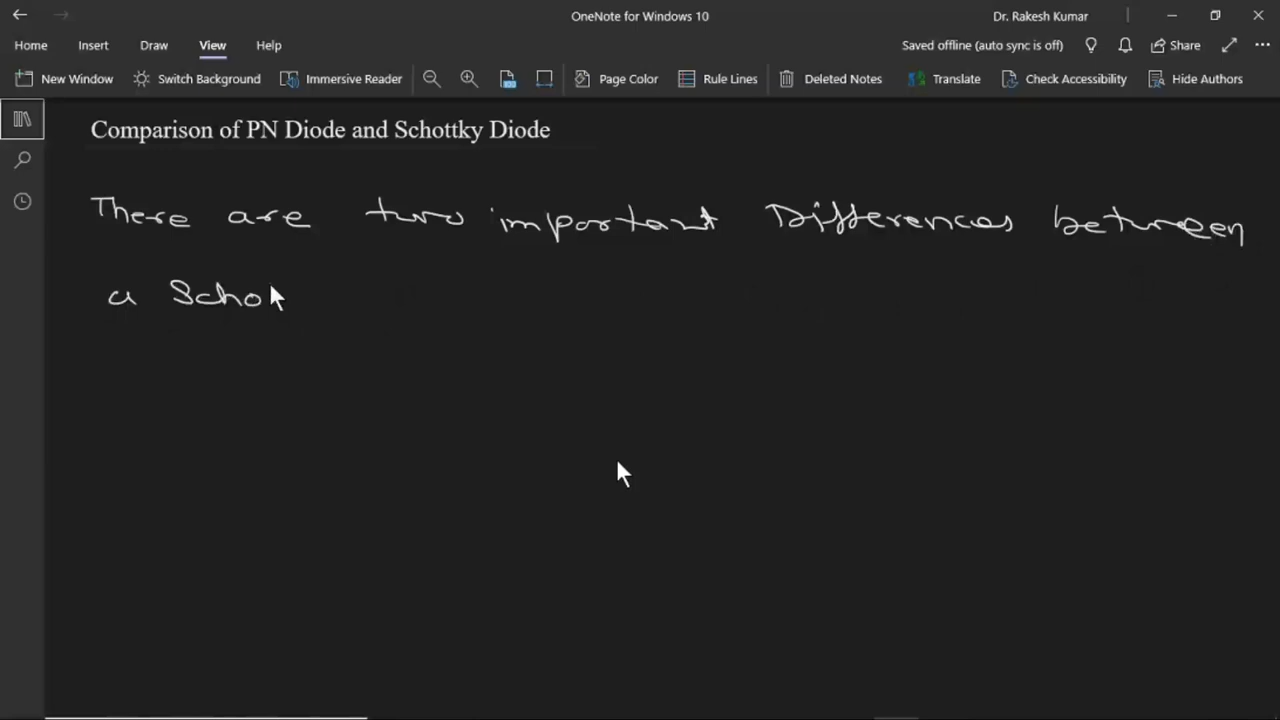 OneNote for Windows 10
Dr. Rakesh Kumar
Home Insert Draw View Help
Saved offline (auto sync is off) Share
New Window Switch Background Immersive Reader Page Color Rule Lines Deleted Notes Translate Check Accessibility Hide Authors
Comparison of PN Diode and Schottky Diode
There are two important Differences between
a Scho